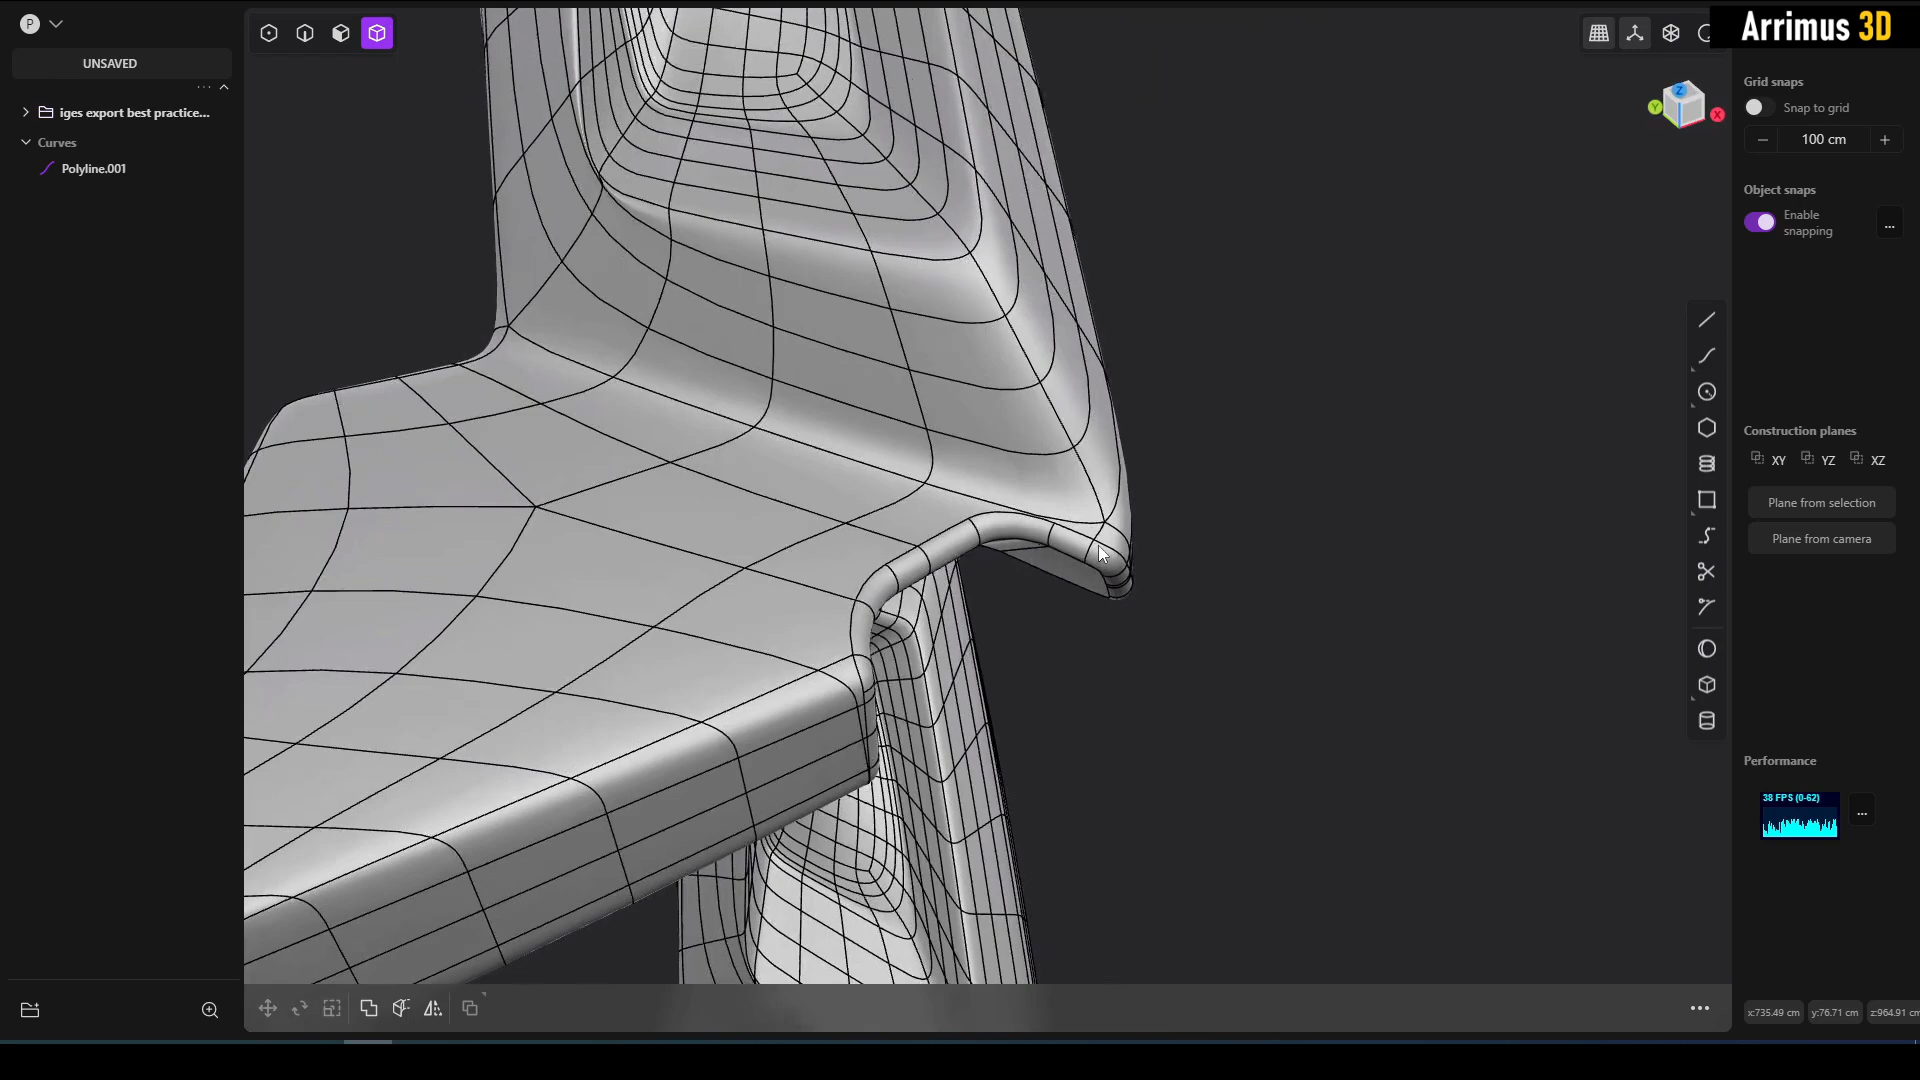 P
Arrimus 3D
UNSAVED
iges export best practice...
Curves
Polyline.001
Z
Y
X
Grid snaps
Snap to grid
100 cm
Object snaps
Enable
snapping
...
Construction planes
XY
YZ
XZ
Plane from selection
Plane from camera
Performance
38 FPS (0-62)
...
x:735.49 cm
y:76.71 cm
z:964.91 cm